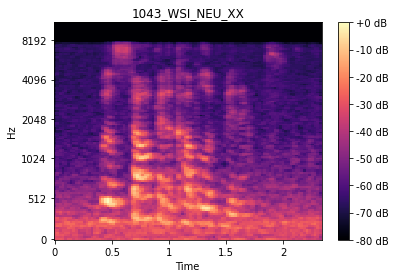 1043_WSI_NEU_XX
8192
4096
2048
1024
512
0
Hz
0
0.5
1
1.5
2
Time
+0 dB
-10 dB
-20 dB
-30 dB
-40 dB
-50 dB
-60 dB
-70 dB
-80 dB